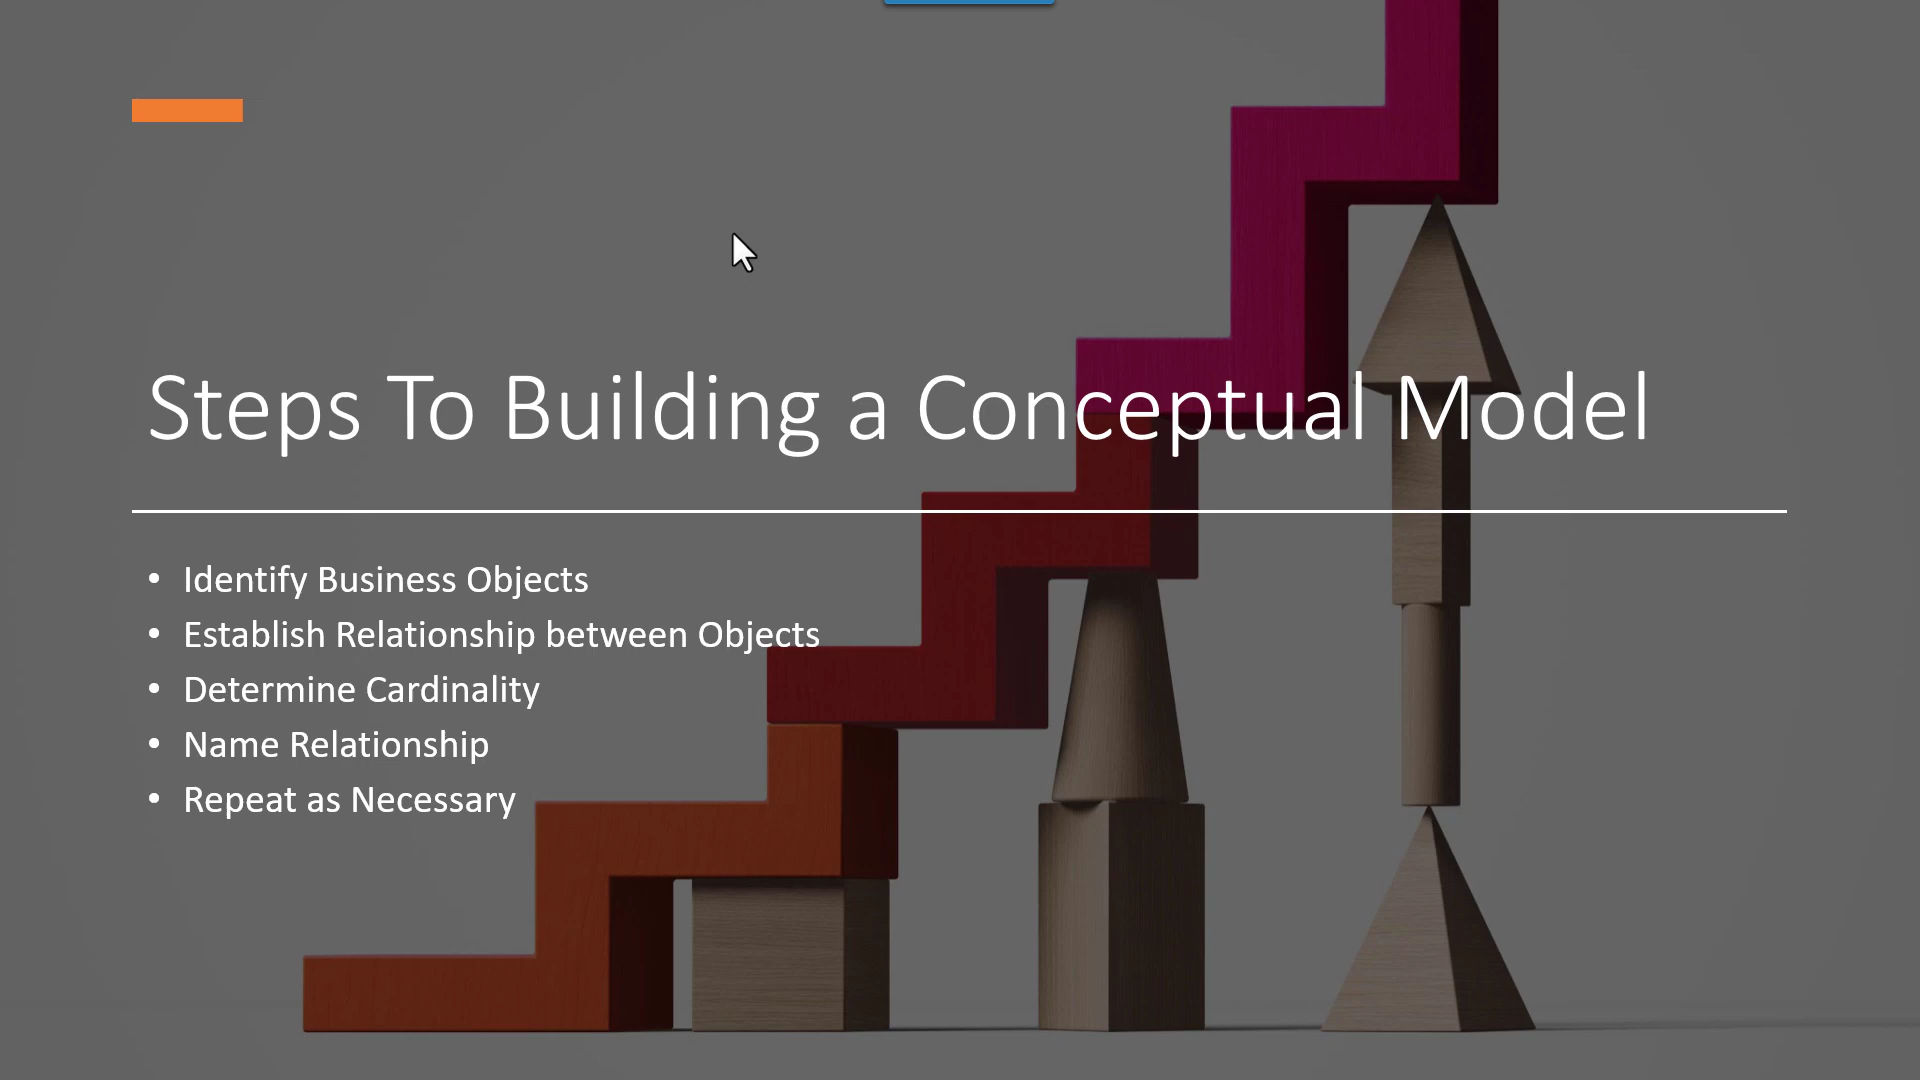 Steps To Building a Conceptual Model
• Identify Business Objects
• Establish Relationship between Objects
• Determine Cardinality
• Name Relationship
• Repeat as Necessary